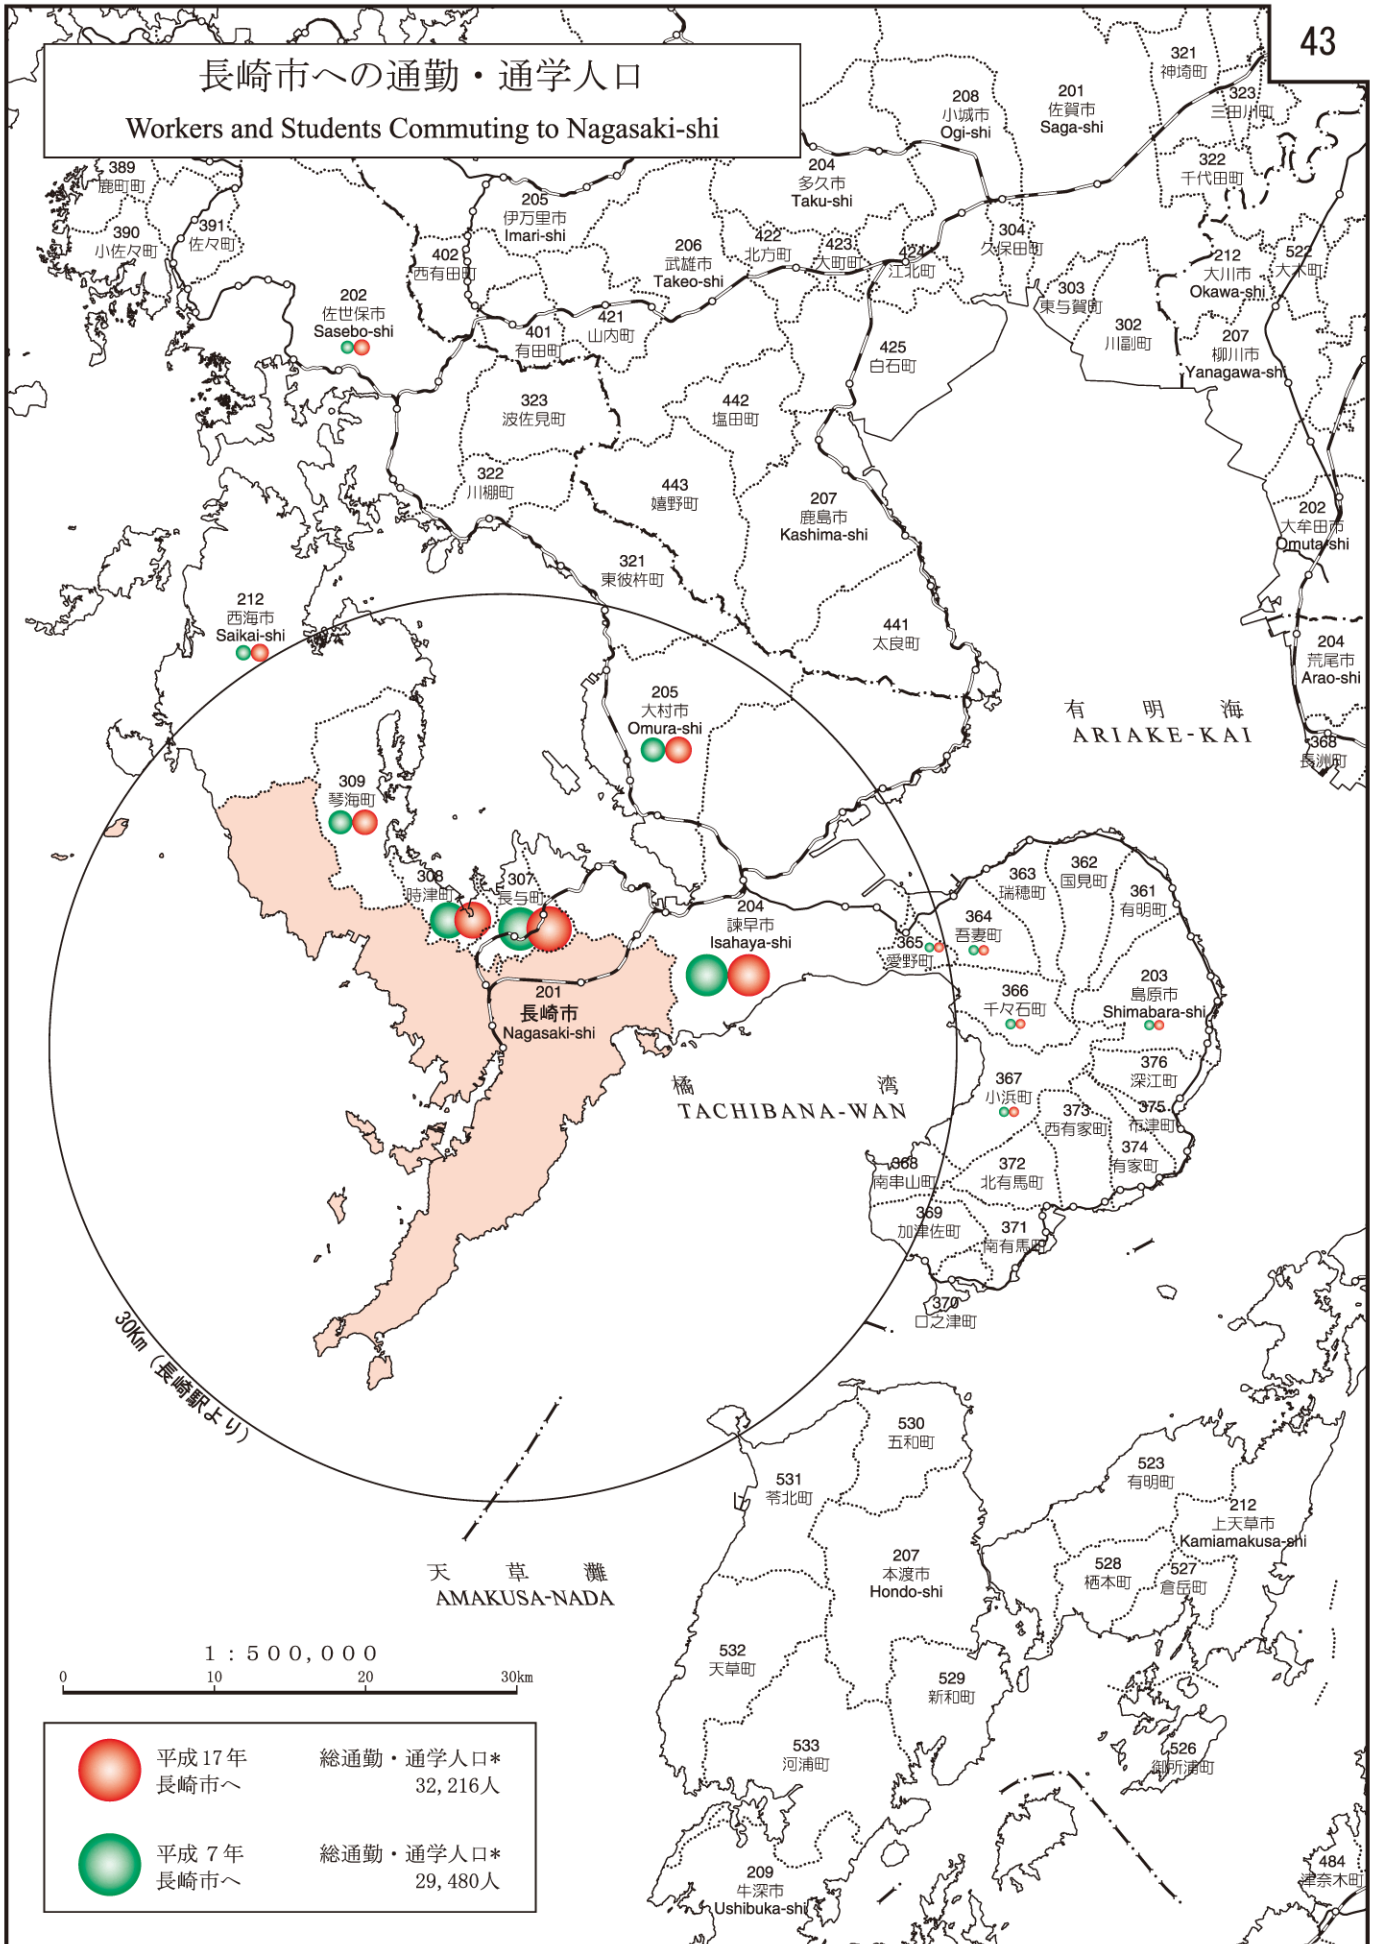 43
長崎市への通勤・通学人口
Workers and Students Commuting to Nagasaki-shi
321
神埼町
323
三田川町
208
小城市
Ogi-shi
201
佐賀市
Saga-shi
322
千代田町
204
多久市
Taku-shi
389
鹿町町
390
小佐々町
391
佐々町
205
伊万里市
Imari-shi
402
西有田町
206
武雄市
Takeo-shi
422
北方町
423
大町町
424
江北町
304
久保田町
303
東与賀町
302
川副町
212
大川市
Okawa-shi
522
大木町
207
柳川市
Yanagawa-shi
202
佐世保市
Sasebo-shi
401
有田町
421
山内町
425
白石町
323
波佐見町
442
塩田町
322
川棚町
443
嬉野町
207
鹿島市
Kashima-shi
202
大牟田市
Omuta-shi
321
東彼杵町
212
西海市
Saikai-shi
441
太良町
204
荒尾市
Arao-shi
205
大村市
Omura-shi
有明海
ARIAKE-KAI
368
長洲町
309
琴海町
308
時津町
307
長与町
204
諫早市
Isahaya-shi
363
瑞穂町
362
国見町
361
有明町
364
吾妻町
365
愛野町
366
千々石町
203
島原市
Shimabara-shi
201
長崎市
Nagasaki-shi
橘湾
TACHIBANA-WAN
367
小浜町
376
深江町
373
西有家町
375
布津町
374
有家町
368
南串山町
372
北有馬町
369
加津佐町
371
南有馬町
370
口之津町
30Km（長崎駅より）
530
五和町
531
苓北町
523
有明町
212
上天草市
Kamiamakusa-shi
天草灘
AMAKUSA-NADA
207
本渡市
Hondo-shi
528
栖本町
527
倉岳町
532
天草町
529
新和町
1：500,000
0 10 20 30km
533
河浦町
526
御所浦町
平成17年 総通勤・通学人口*
長崎市へ 32,216人
平成 7年 総通勤・通学人口*
長崎市へ 29,480人
209
牛深市
Ushibuka-shi
484
津奈木町